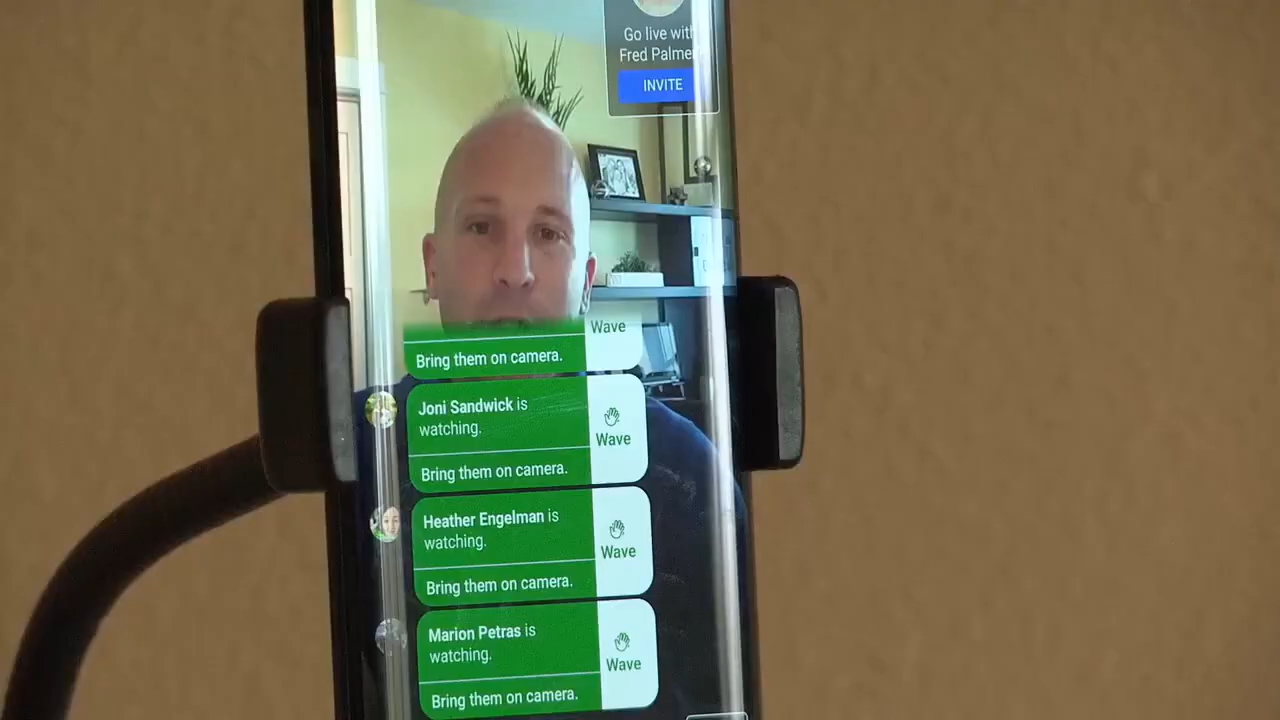 Go live with
Fred Palmer
INVITE
Wave
Bring them on camera.
Joni Sandwick is
watching.
Wave
Bring them on camera.
Heather Engelman is
watching.
Wave
Bring them on camera.
Marion Petras is
watching.
Wave
Bring them on camera.